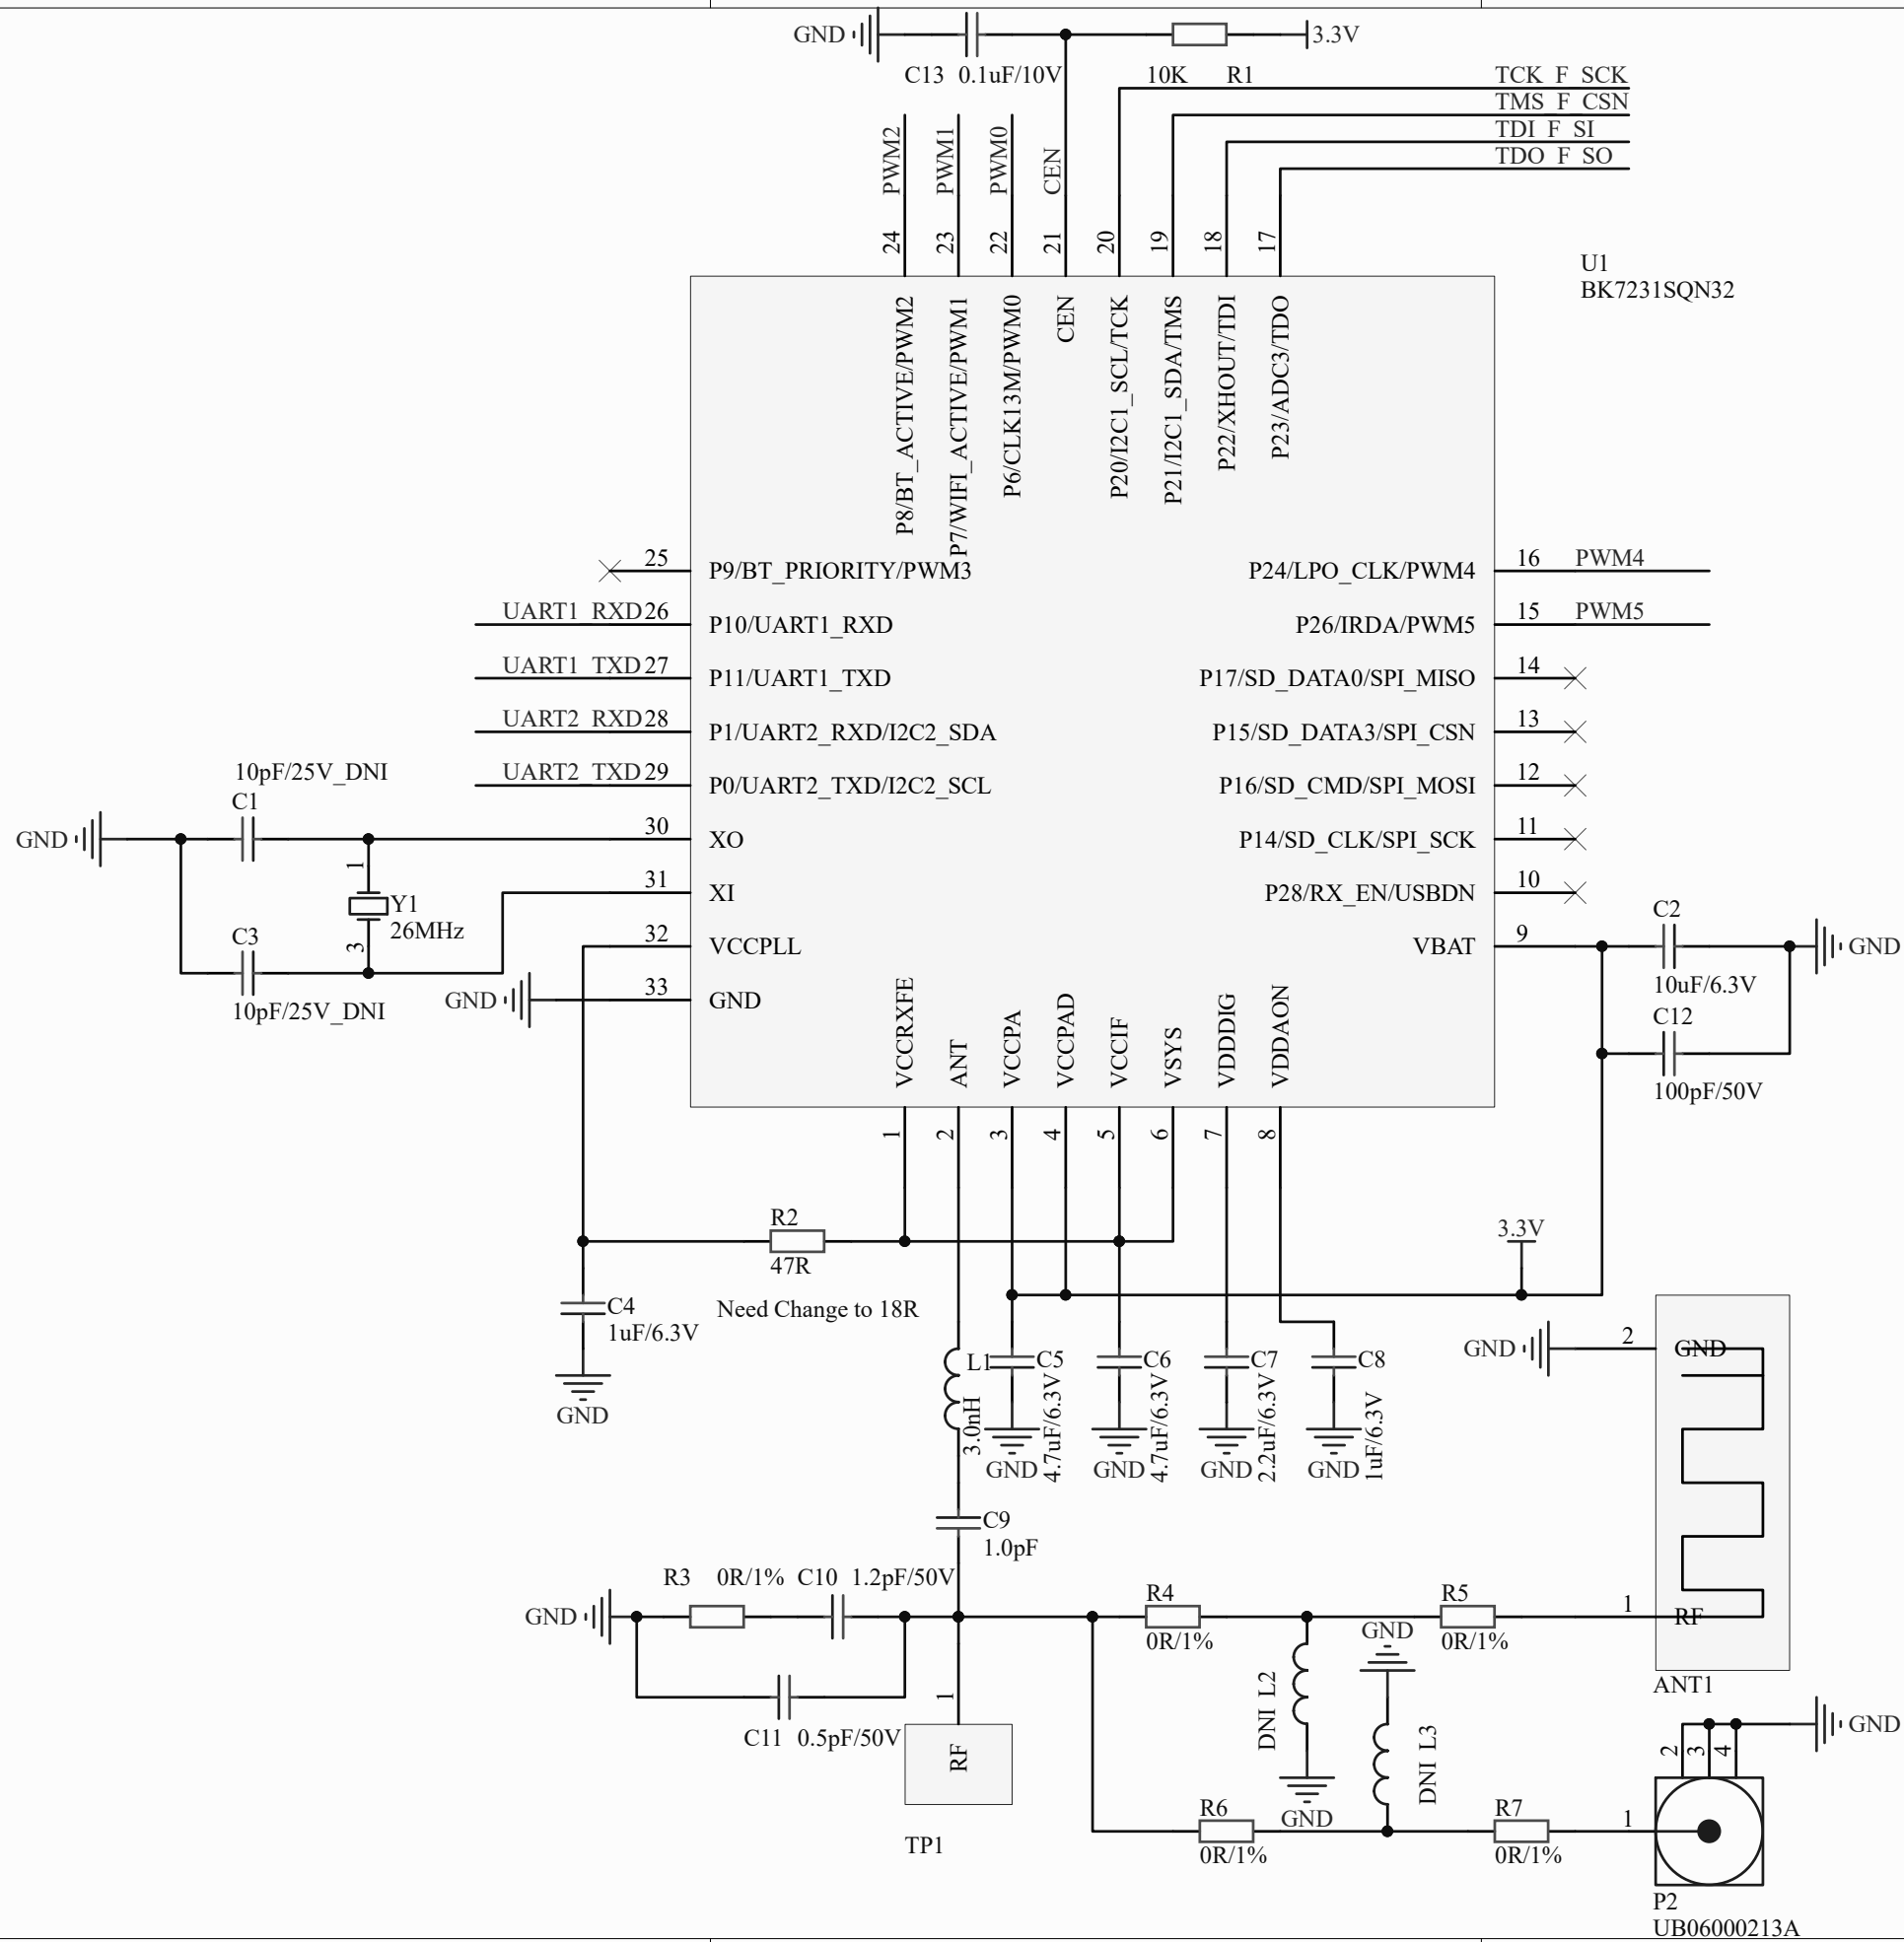 GND
3.3V
C13 0.1uF/10V
10K R1
TCK_F_SCK
TMS_F_CSN
TDI_F_SI
TDO_F_SO
PWM2
PWM1
PWM0
CEN
24
23
22
21
20
19
18
17
U1
BK7231SQN32
P8/BT_ACTIVE/PWM2
P7/WIFI_ACTIVE/PWM1
P6/CLK13M/PWM0
CEN
P20/I2C1_SCL/TCK
P21/I2C1_SDA/TMS
P22/XHOUT/TDI
P23/ADC3/TDO
25 P9/BT_PRIORITY/PWM3
P24/LPO_CLK/PWM4 16 PWM4
UART1_RXD 26 P10/UART1_RXD
P26/IRDA/PWM5 15 PWM5
UART1_TXD 27 P11/UART1_TXD
P17/SD_DATA0/SPI_MISO 14
UART2_RXD 28 P1/UART2_RXD/I2C2_SDA
P15/SD_DATA3/SPI_CSN 13
UART2_TXD 29 P0/UART2_TXD/I2C2_SCL
P16/SD_CMD/SPI_MOSI 12
10pF/25V_DNI
C1
GND
30 XO
P14/SD_CLK/SPI_SCK 11
1
31 XI
P28/RX_EN/USBDN 10
Y1
26MHz
3
C3
10pF/25V_DNI
32 VCCPLL
VBAT 9
C2
GND
10uF/6.3V
C12
100pF/50V
GND
33 GND
VCCRXFE
ANT
VCCPA
VCCPAD
VCCIF
VSYS
VDDDIG
VDDAON
1
2
3
4
5
6
7
8
R2
47R
Need Change to 18R
3.3V
C4
1uF/6.3V
GND
L1
3.0nH
C5
4.7uF/6.3V
GND
C6
4.7uF/6.3V
GND
C7
2.2uF/6.3V
GND
C8
1uF/6.3V
GND
GND
2
GND
C9
1.0pF
R3 0R/1% C10 1.2pF/50V
GND
R4
0R/1%
R5
0R/1%
1
RF
ANT1
GND
C11 0.5pF/50V
1
RF
TP1
DNI L2
GND
DNI L3
R6
0R/1%
R7
0R/1%
1
2
3
4
GND
P2
UB06000213A